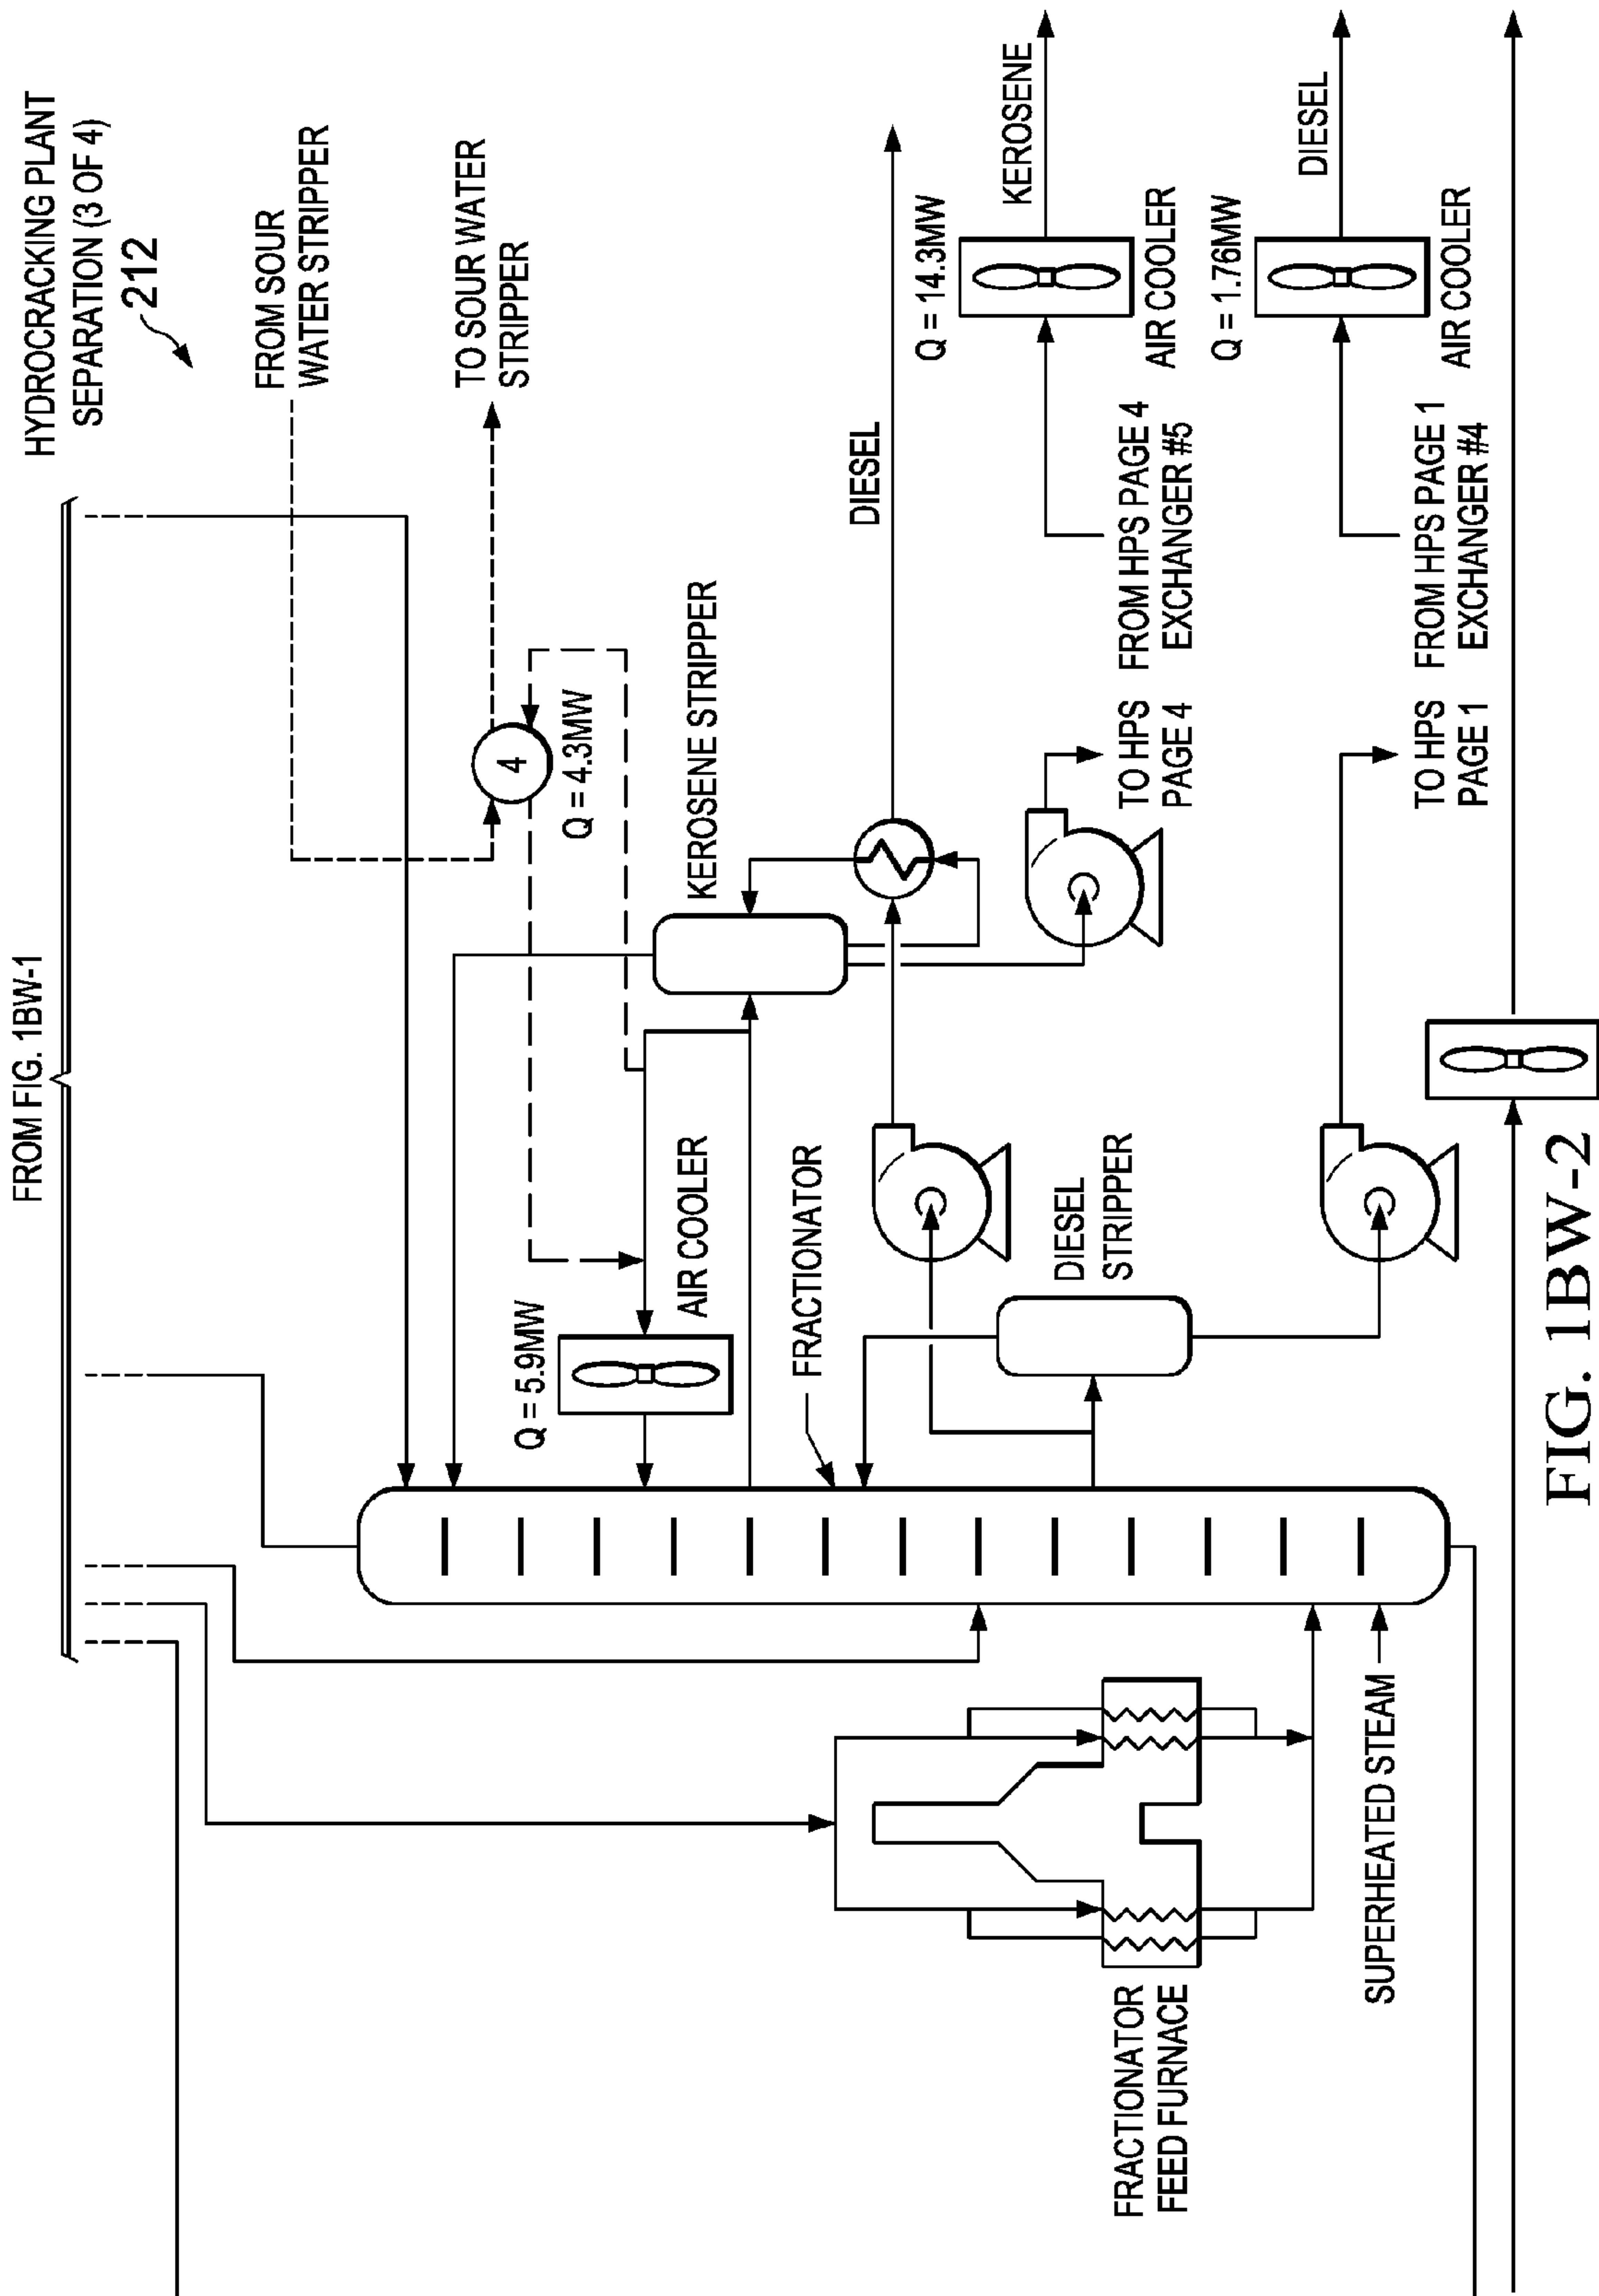 HYDROCRACKING PLANT
SEPARATION (3 OF 4)
212
FROM FIG. 1BW-1
FROM SOUR
WATER STRIPPER
TO SOUR WATER
STRIPPER
4
Q = 4.3MW
Q = 5.9MW
AIR COOLER
KEROSENE STRIPPER
FRACTIONATOR
DIESEL
Q = 14.3MW
KEROSENE
AIR COOLER
DIESEL
STRIPPER
TO HPS
PAGE 4
FROM HPS PAGE 4
EXCHANGER #5
Q = 1.76MW
DIESEL
AIR COOLER
FRACTIONATOR
FEED FURNACE
SUPERHEATED STEAM
TO HPS
PAGE 1
FROM HPS PAGE 1
EXCHANGER #4
FIG. 1BW-2